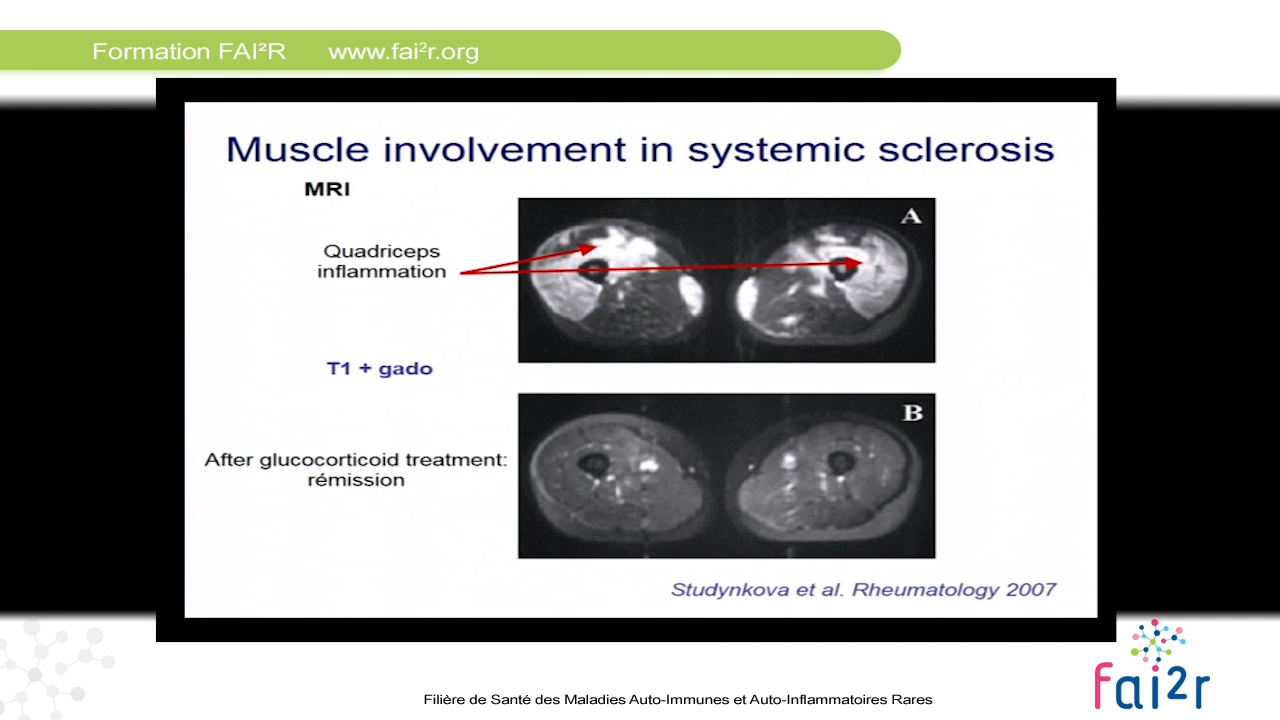 Formation FAI²R www.fai²r.org
Muscle involvement in systemic sclerosis
MRI
A
Quadriceps
inflammation
T1 + gado
B
After glucocorticoid treatment:
rémission
Studynkova et al. Rheumatology 2007
fai2r
Filière de Santé des Maladies Auto-Immunes et Auto-Inflammatoires Rares